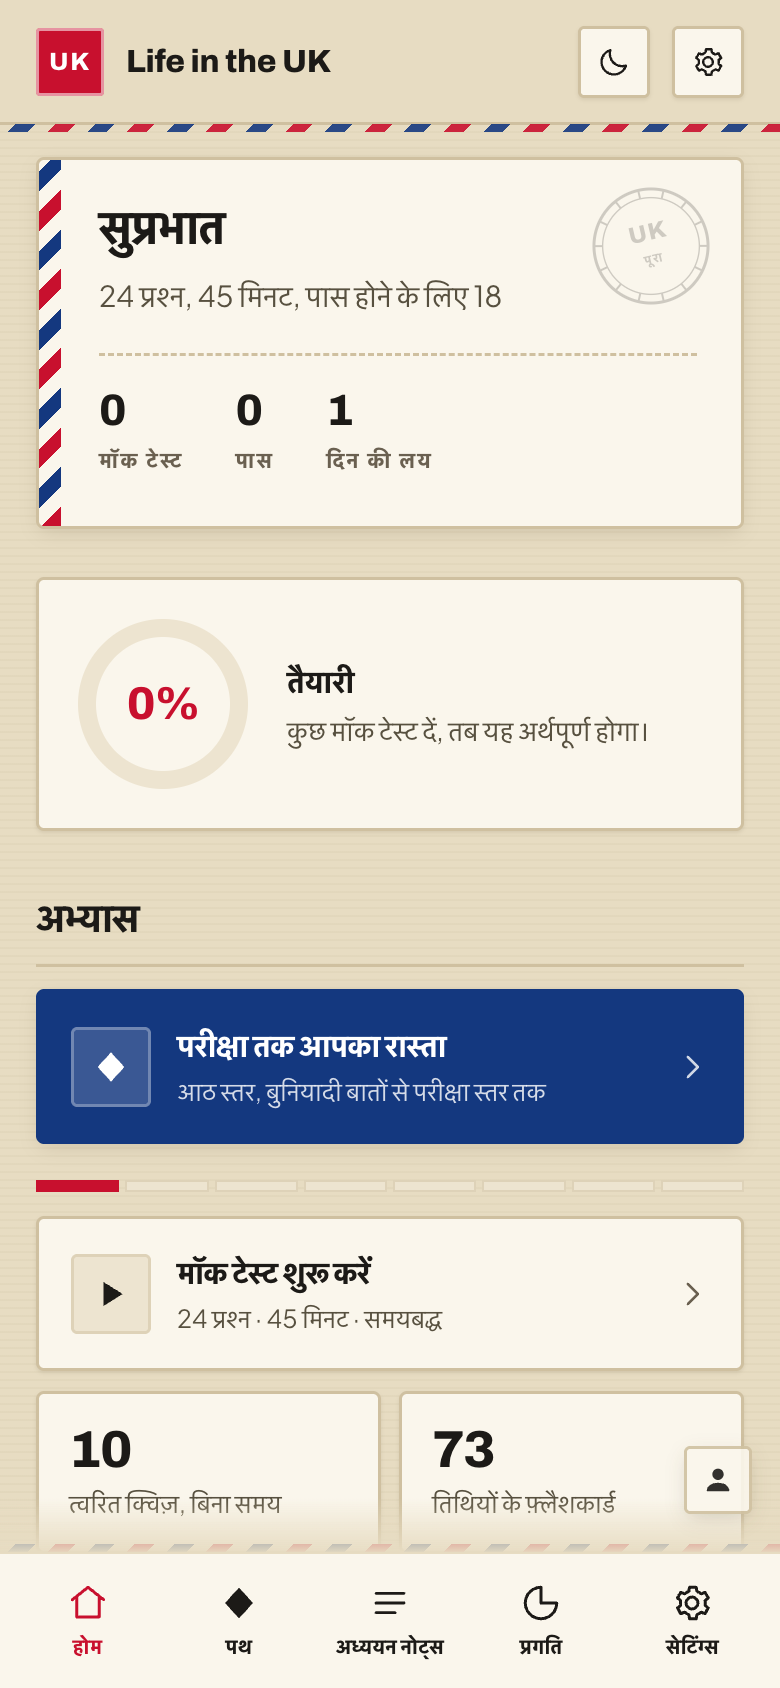 UK
Life in the UK
सुप्रभात
UK
पूरा
24 प्रश्न, 45 मिनट, पास होने के लिए 18
0
मॉक टेस्ट
0
पास
1
दिन की लय
0%
तैयारी
कुछ मॉक टेस्ट दें, तब यह अर्थपूर्ण होगा।
अभ्यास
परीक्षा तक आपका रास्ता
आठ स्तर, बुनियादी बातों से परीक्षा स्तर तक
मॉक टेस्ट शुरू करें
24 प्रश्न · 45 मिनट · समयबद्ध
10
त्वरित क्विज़, बिना समय
73
तिथियों के फ़्लैशकार्ड
होम
पथ
अध्ययन नोट्स
प्रगति
सेटिंग्स